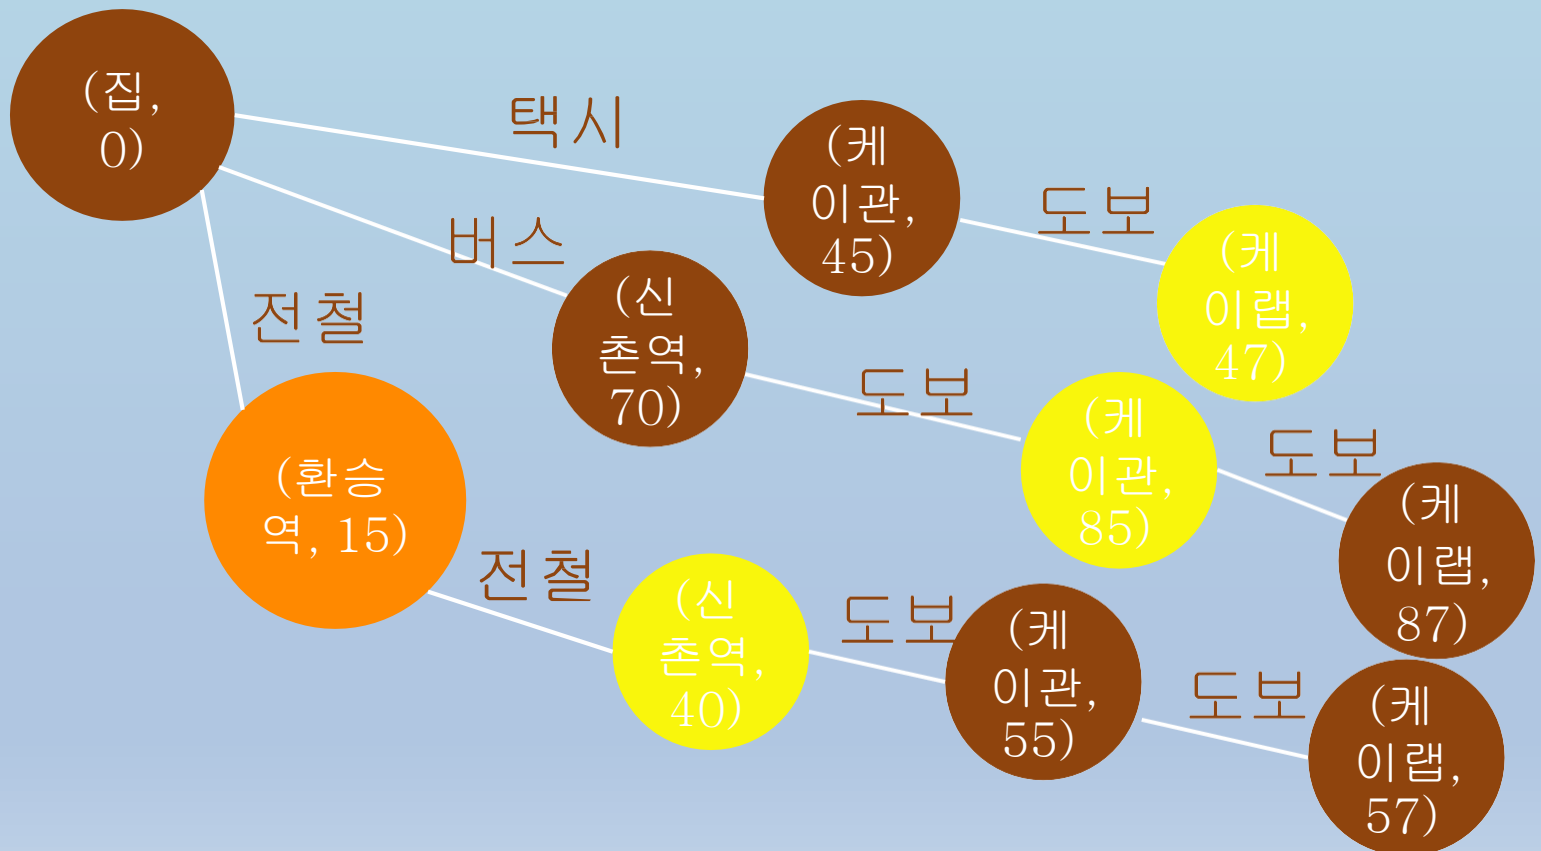 (집,
0)
택시
(케
이관,
45)
도보
(케
이랩,
47)
버스
(신
촌역,
70)
도보
(케
이관,
85)
도보
(케
이랩,
87)
전철
(환승
역, 15)
전철
(신
촌역,
40)
도보
(케
이관,
55)
도보
(케
이랩,
57)